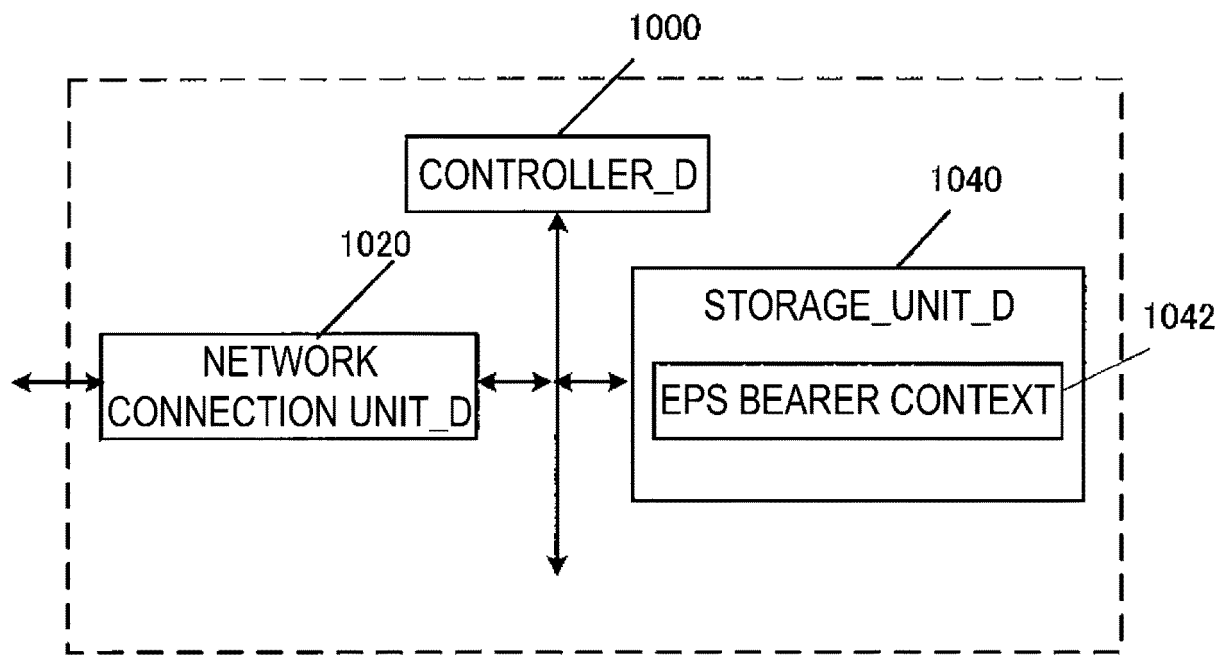 1000
CONTROLLER_D
1040
1020
STORAGE_UNIT_D
1042
NETWORK
CONNECTION UNIT_D
EPS BEARER CONTEXT